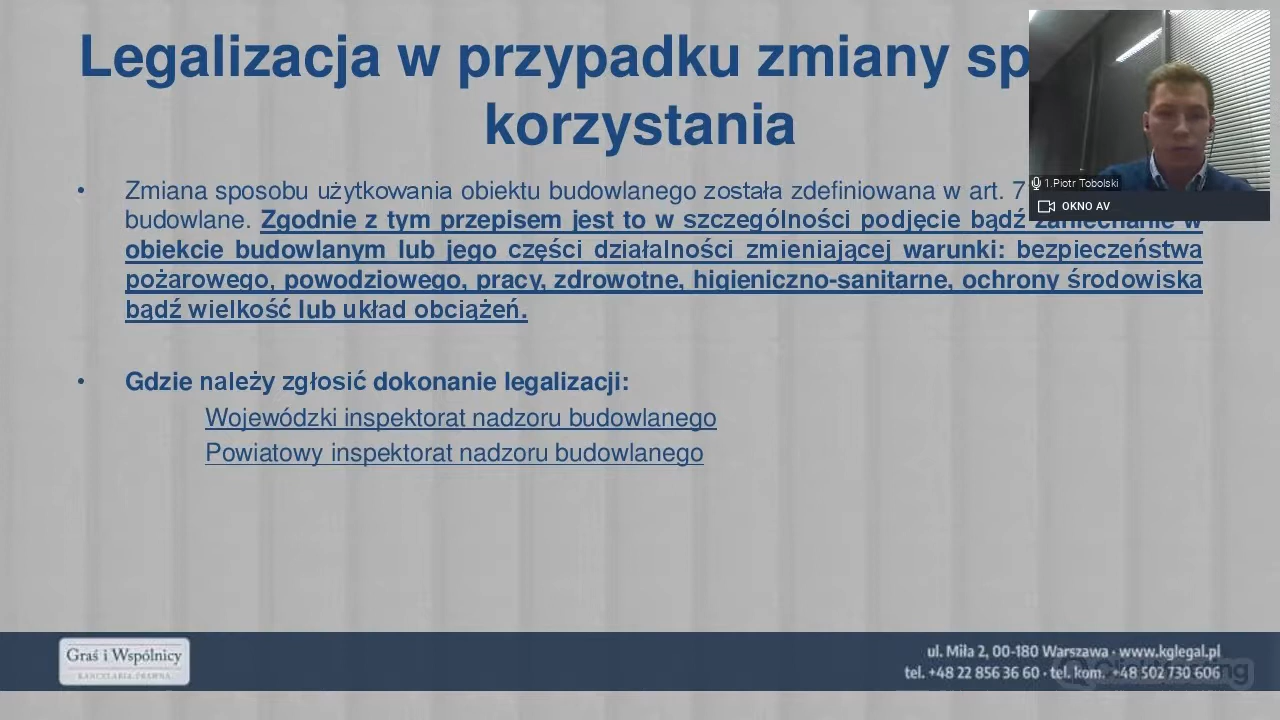 Legalizacja w przypadku zmiany sp
korzystania
• Zmiana sposobu użytkowania obiektu budowlanego została zdefiniowana w art. 7
budowlane. Zgodnie z tym przepisem jest to w szczególności podjęcie bądź zaniechanie w
obiekcie budowlanym lub jego części działalności zmieniającej warunki: bezpieczeństwa
pożarowego, powodziowego, pracy, zdrowotne, higieniczno-sanitarne, ochrony środowiska
bądź wielkość lub układ obciążeń.
• Gdzie należy zgłosić dokonanie legalizacji:
Wojewódzki inspektorat nadzoru budowlanego
Powiatowy inspektorat nadzoru budowlanego
1.Piotr Tobolski
OKNO AV
Graś i Wspólnicy
KANCELARIA PRAWNA
ul. Miła 2, 00-180 Warszawa · www.kglegal.pl
tel. +48 22 856 36 60 · tel. kom. +48 502 730 606